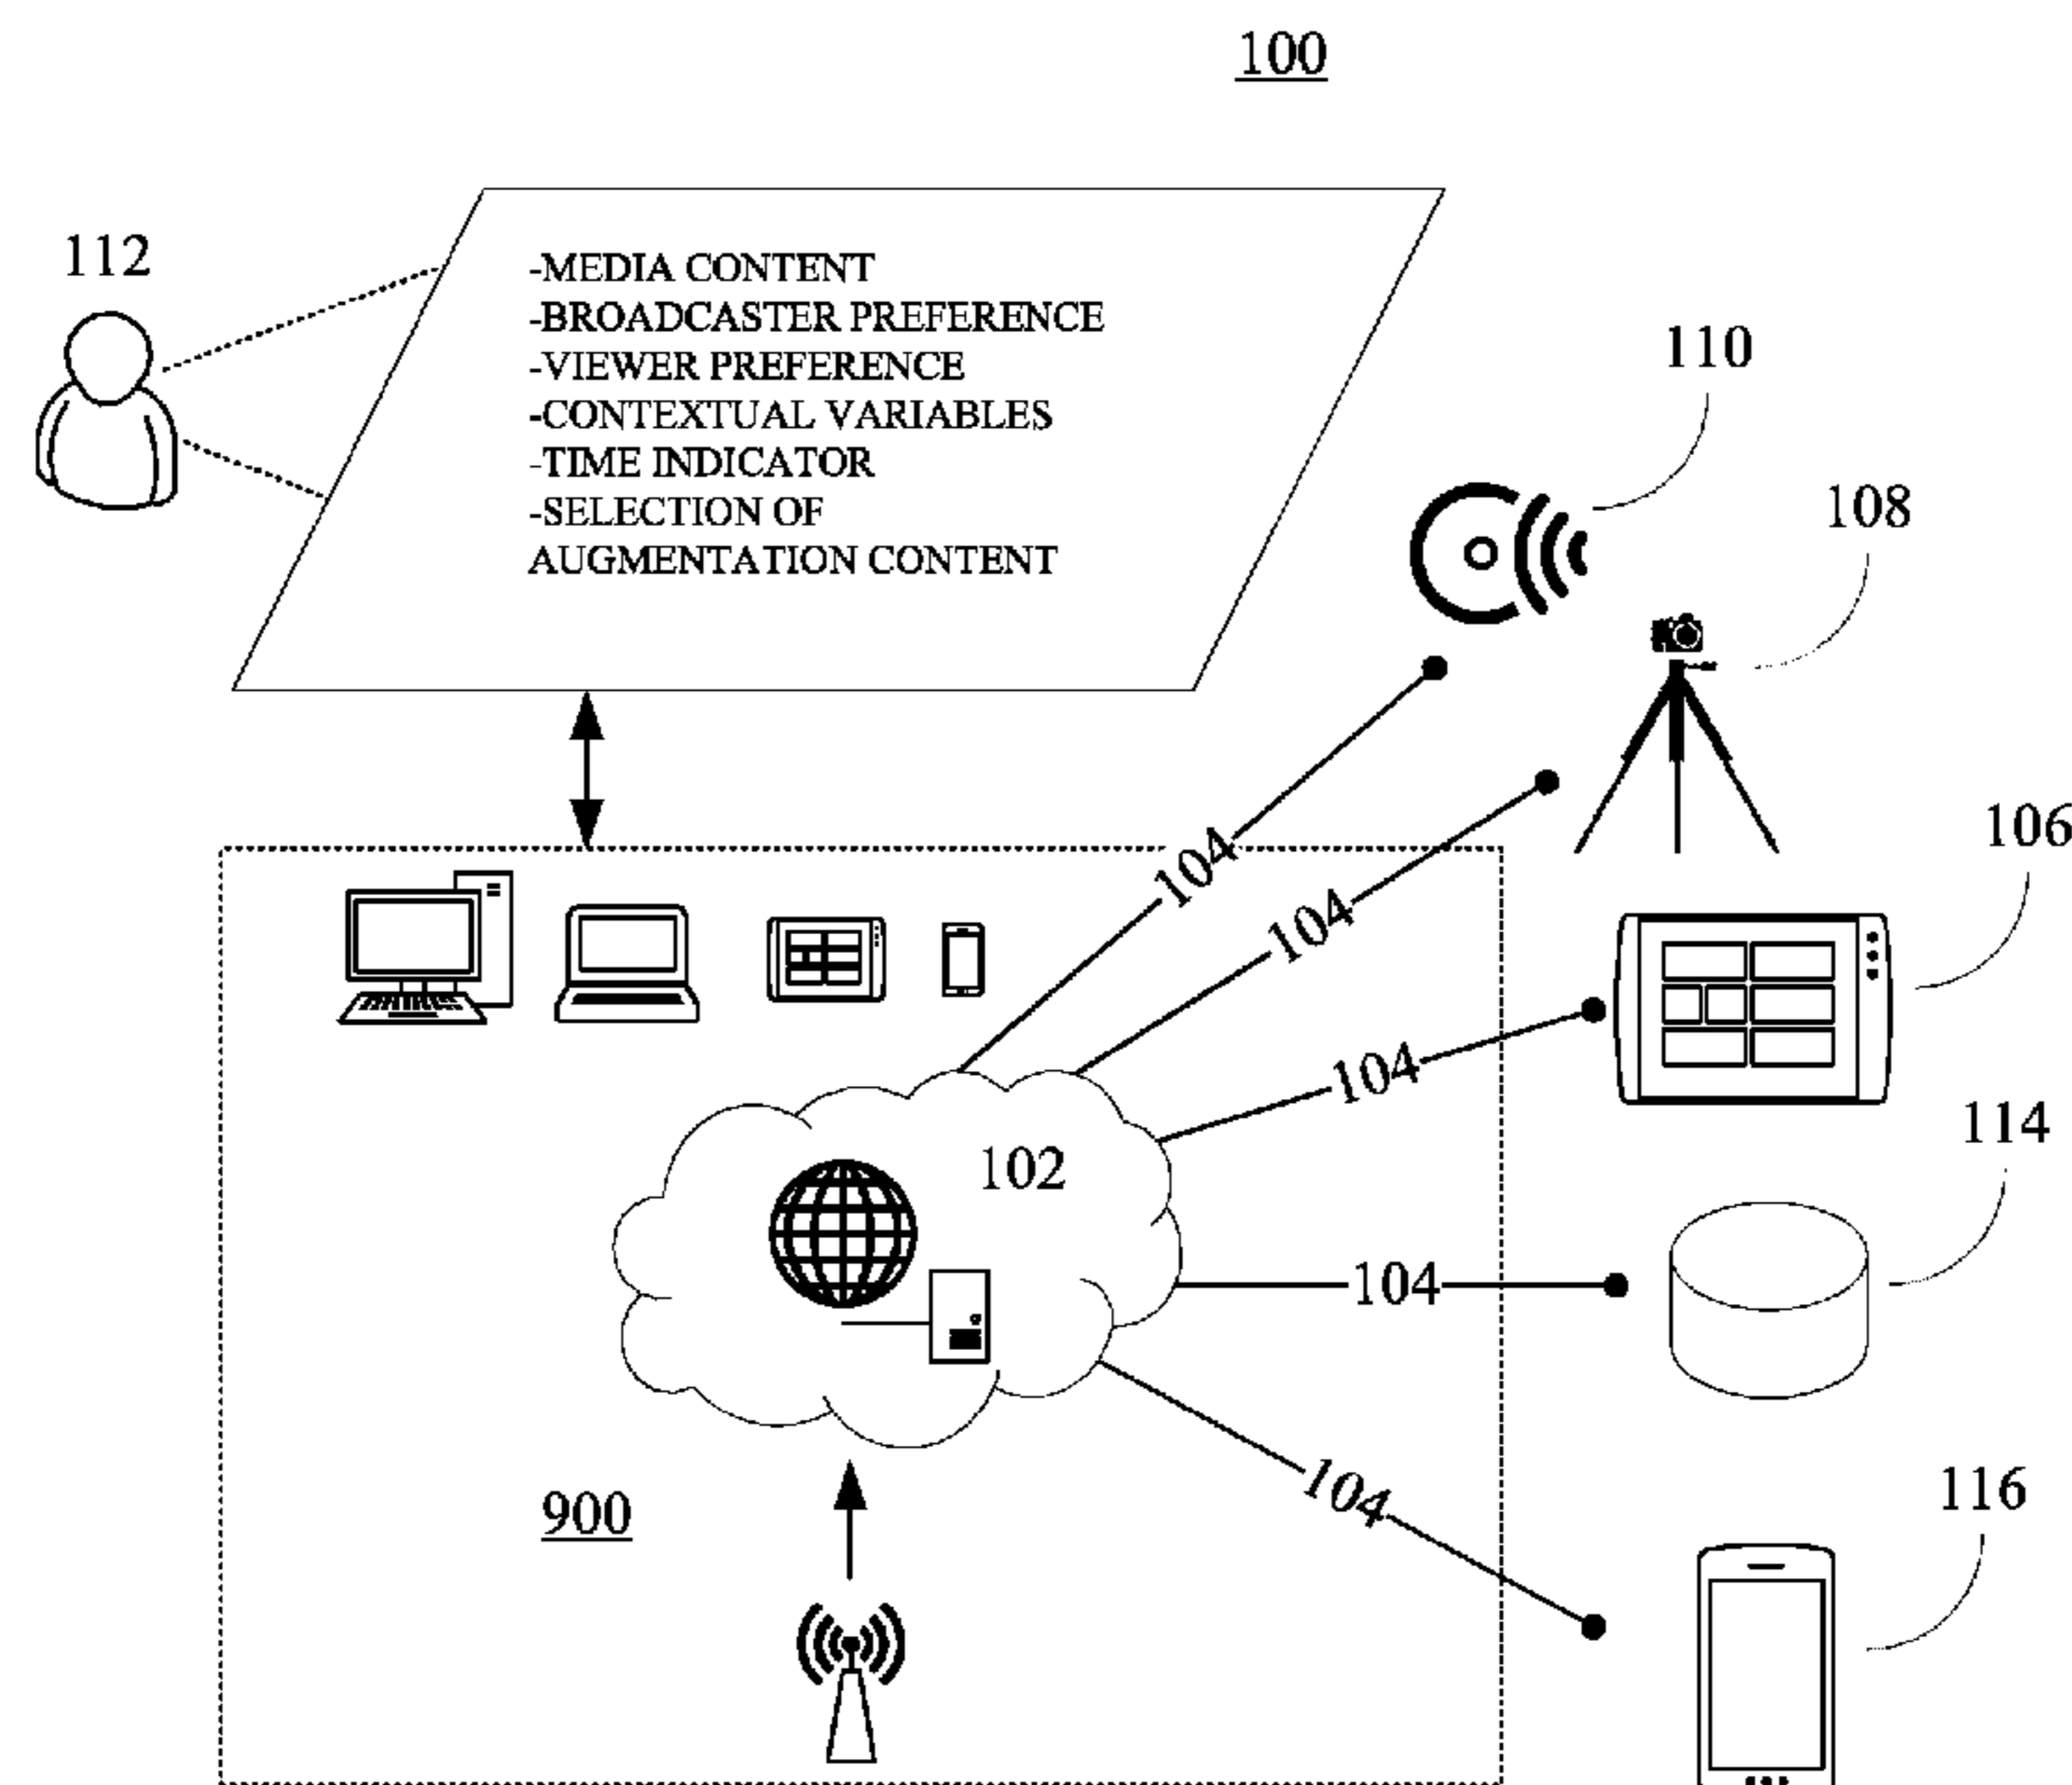 100
112
-MEDIA CONTENT
-BROADCASTER PREFERENCE
-VIEWER PREFERENCE
-CONTEXTUAL VARIABLES
-TIME INDICATOR
-SELECTION OF
AUGMENTATION CONTENT
110
108
106
104
104
104
114
102
104
116
104
900